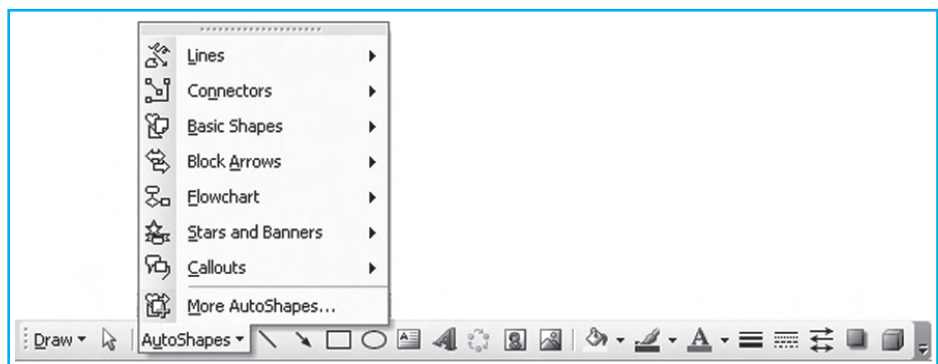 Lines
Connectors
Basic Shapes
Block Arrows
Flowchart
Stars and Banners
Callouts
More AutoShapes...
Draw AutoShapes A A A